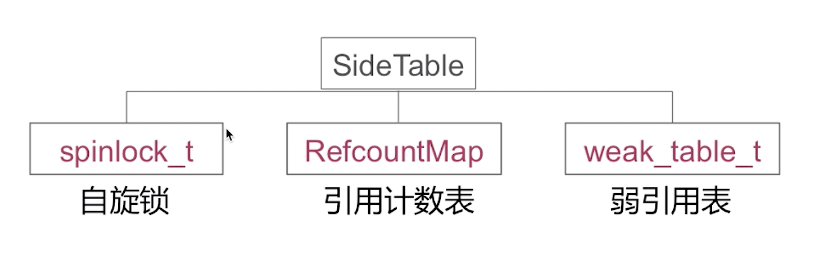 SideTable
spinlock_t
RefcountMap
weak_table_t
自旋锁
引用计数表
弱引用表